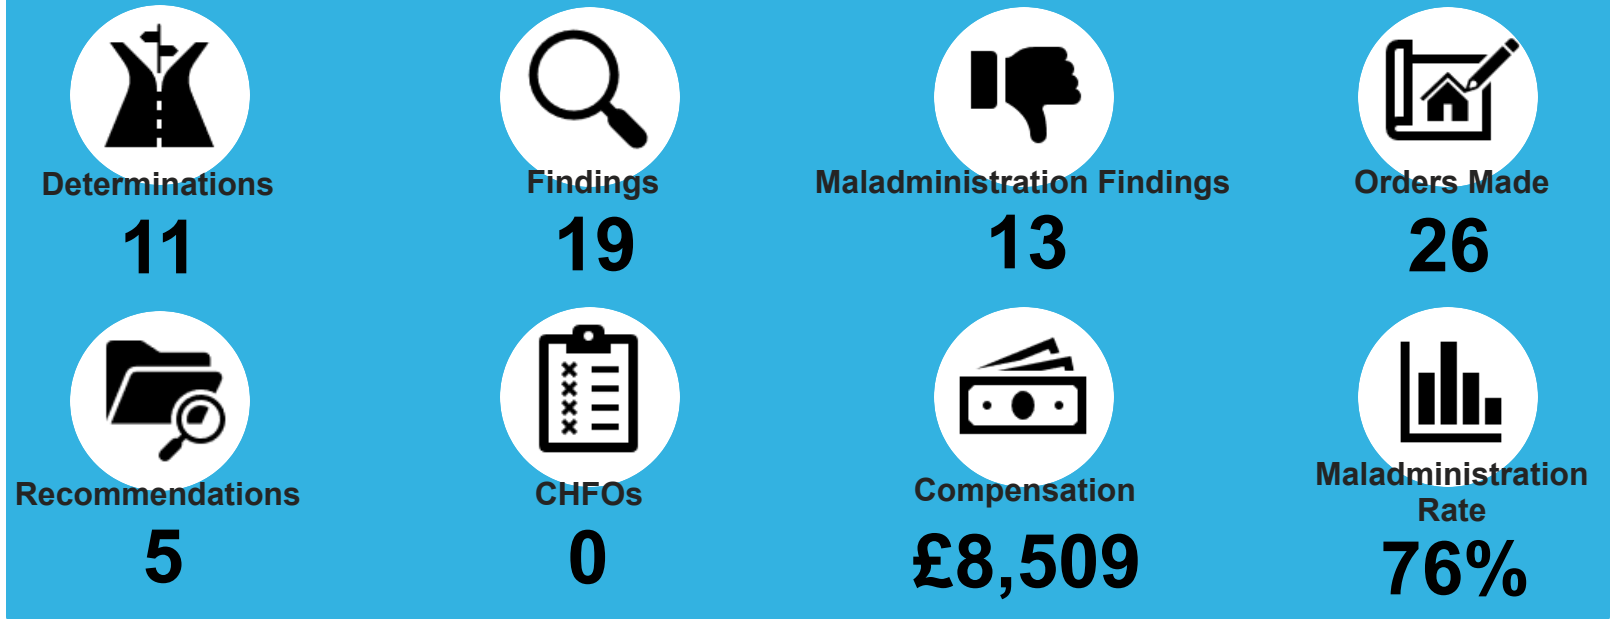 Determinations
11
Findings
19
Maladministration Findings
13
Orders Made
26
Recommendations
5
CHFOs
0
Compensation
£8,509
Maladministration
Rate
76%